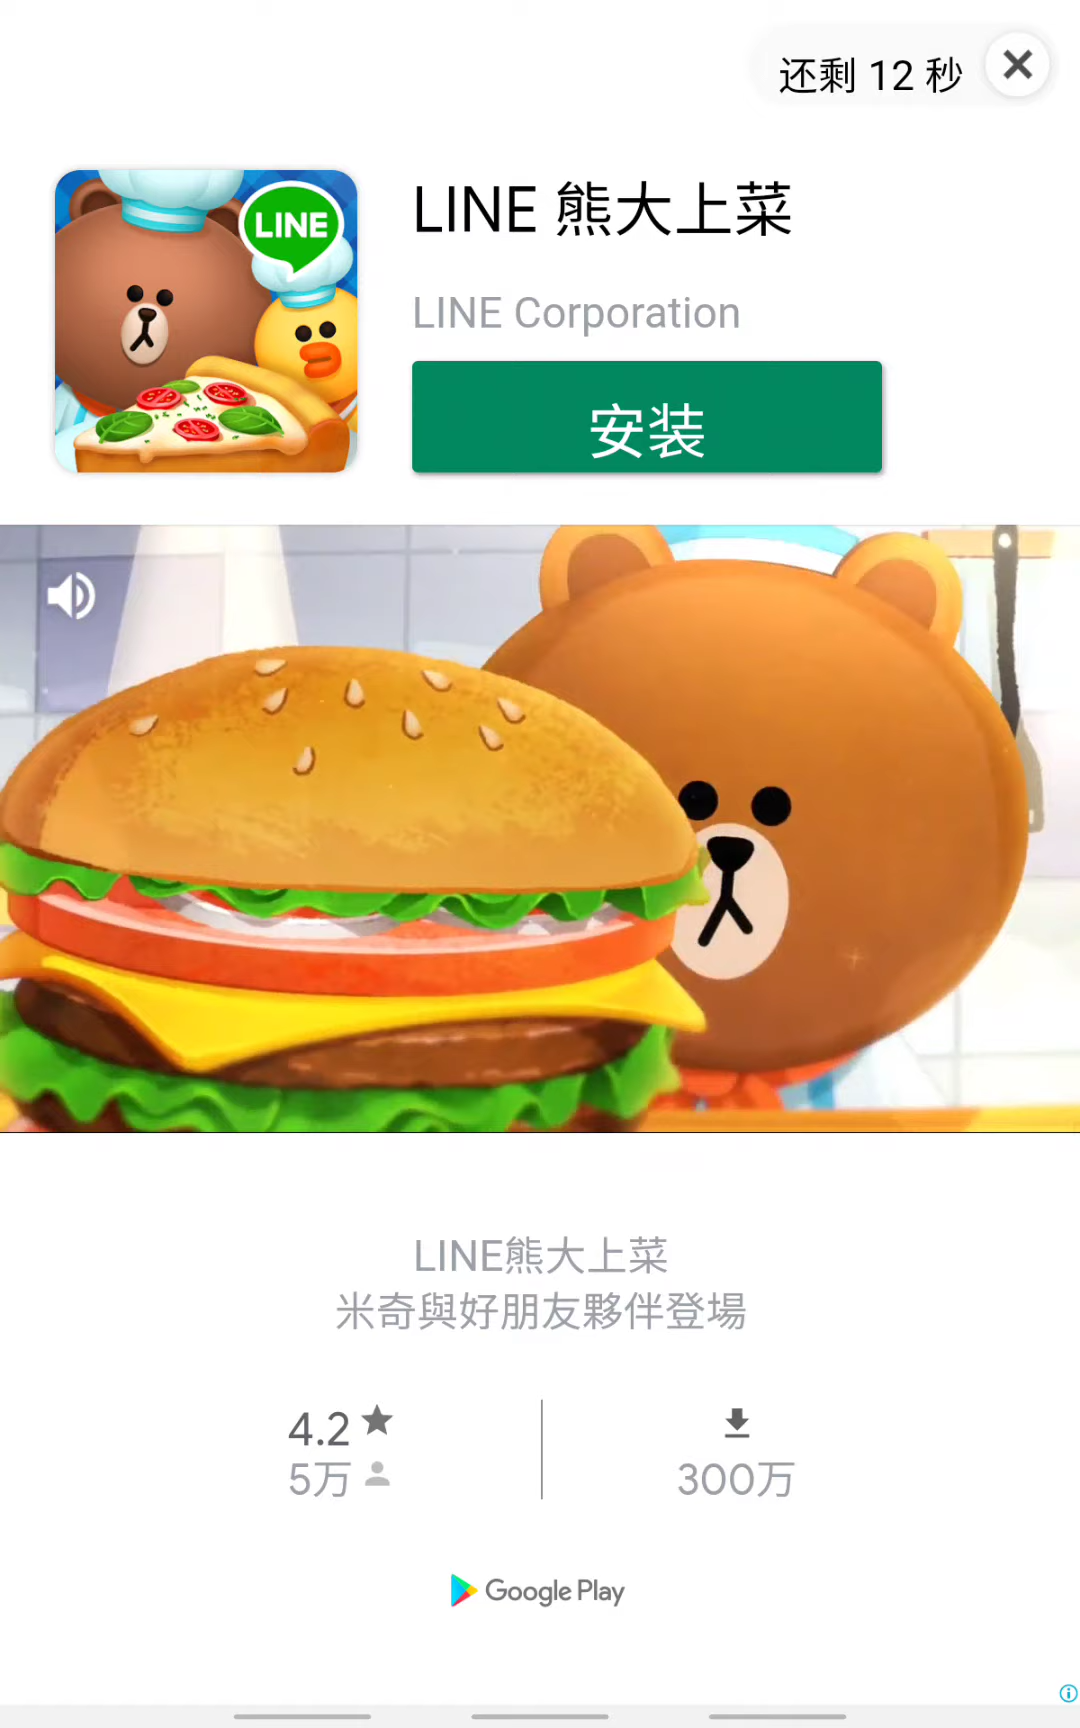 还剩 12 秒
LINE 熊大上菜
LINE
LINE Corporation
安装
LINE熊大上菜
米奇與好朋友夥伴登場
4.2
5万
300万
Google Play